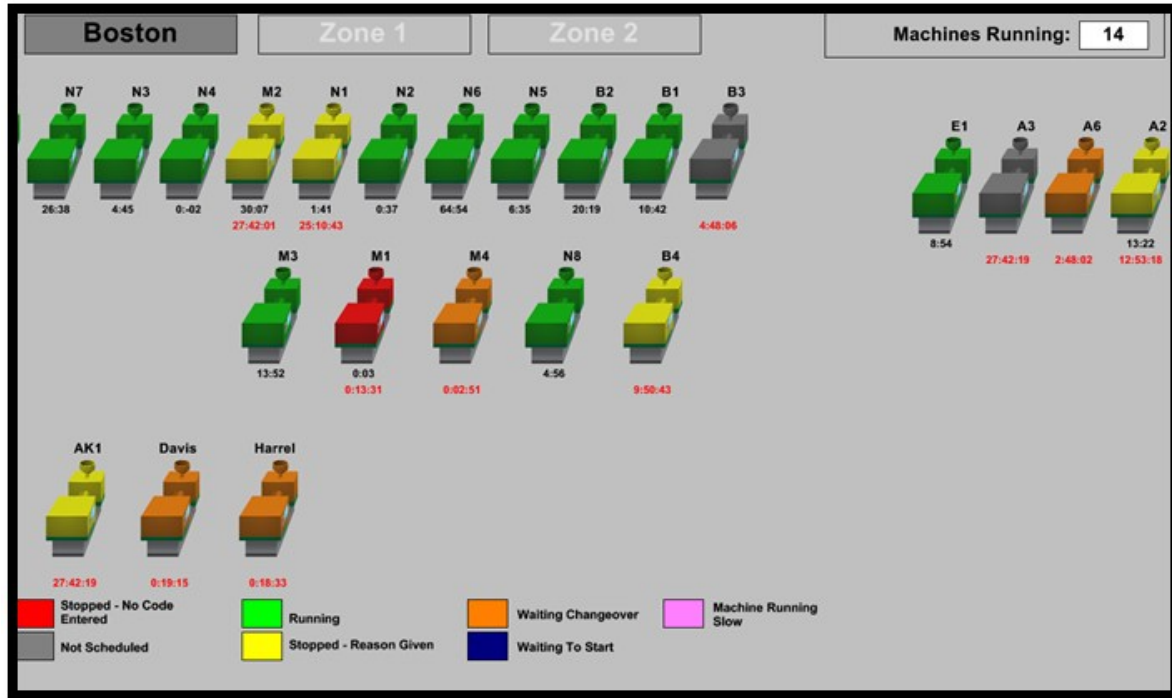 Boston Zone 1 Zone 2 Machines Running: 14
N7 N3 N4 M2 N1 N2 N6 N5 B2 B1 B3
E1 A3 A6 A2
26:38 4:45 0:-02 30:07 1:41 0:37 64:54 6:35 20:19 10:42
27:42:01 25:10:43 4:48:06
8:54 13:22
27:42:19 2:48:02 12:53:18
M3 M1 M4 N8 B4
13:52 0:03 4:56
0:13:31 0:02:51 9:50:43
AK1 Davis Harrel
27:42:19 0:19:15 0:18:33
Stopped - No Code
Entered
Running
Waiting Changeover
Machine Running
Slow
Not Scheduled
Stopped - Reason Given
Waiting To Start